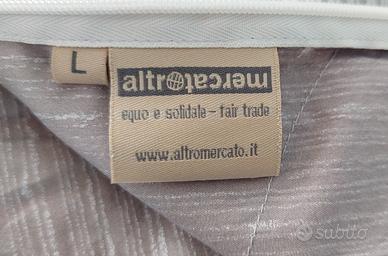 L
altromercato
equo e solidale - fair trade
www.altromercato.it
subito